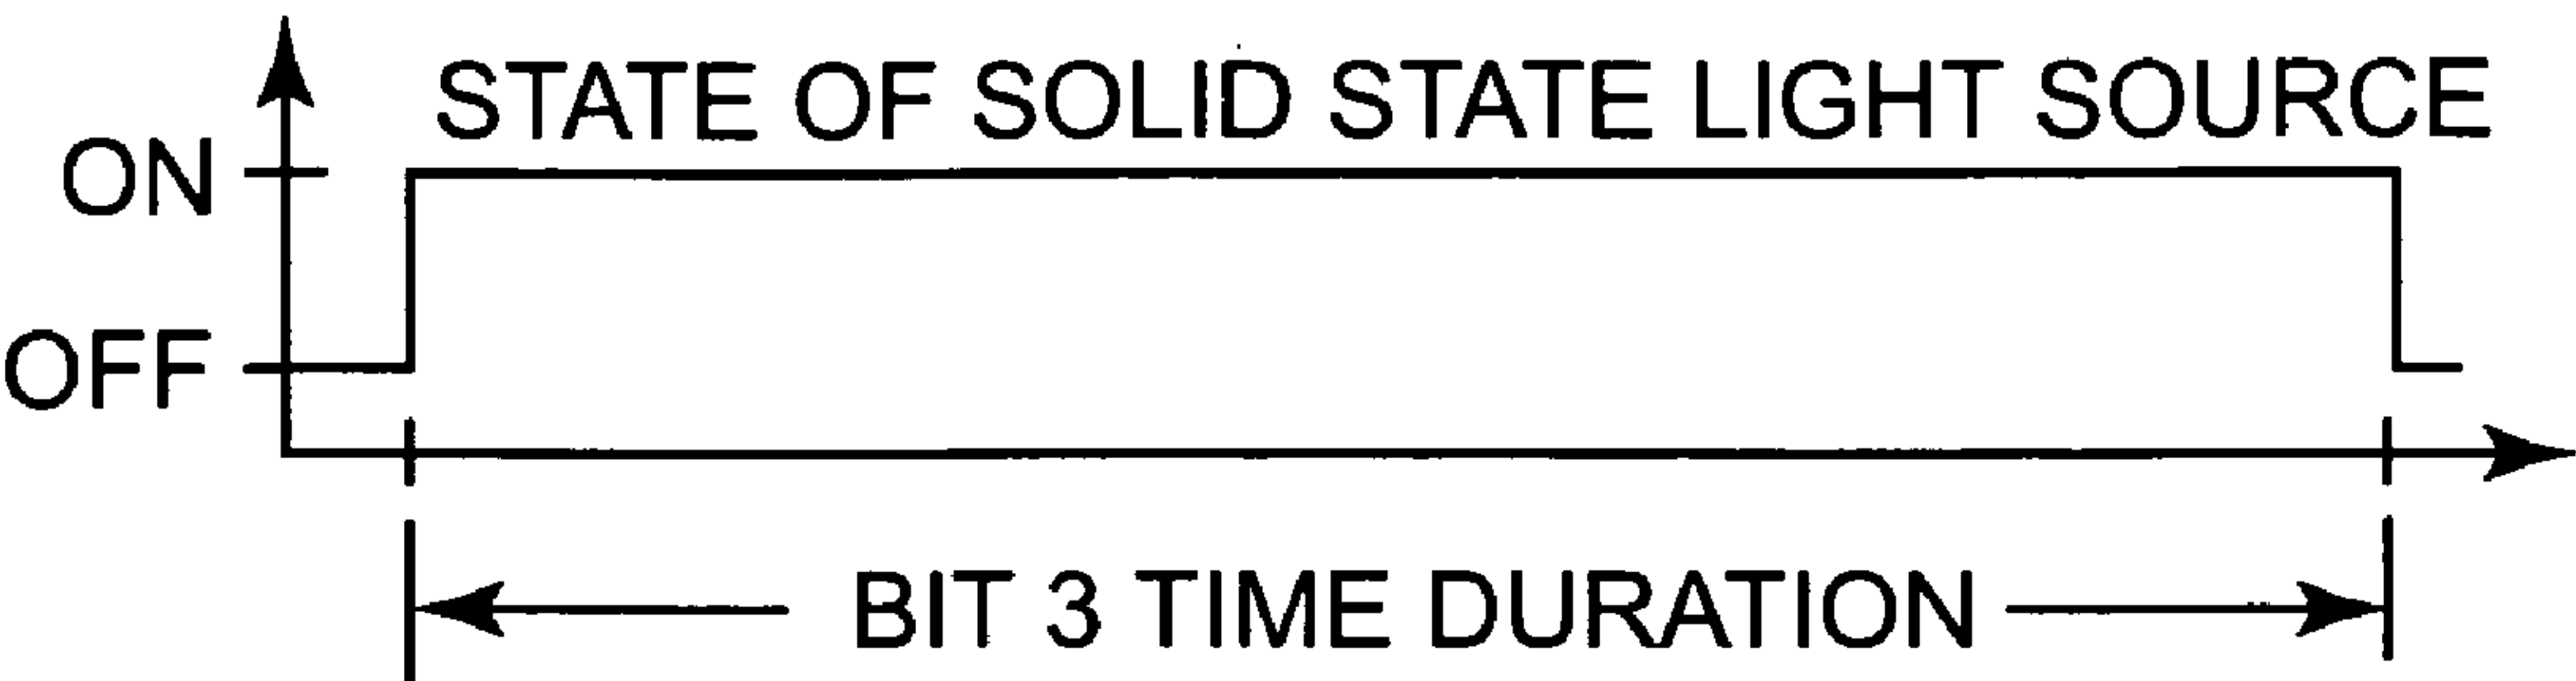 STATE OF SOLID STATE LIGHT SOURCE
ON
OFF
BIT 3 TIME DURATION